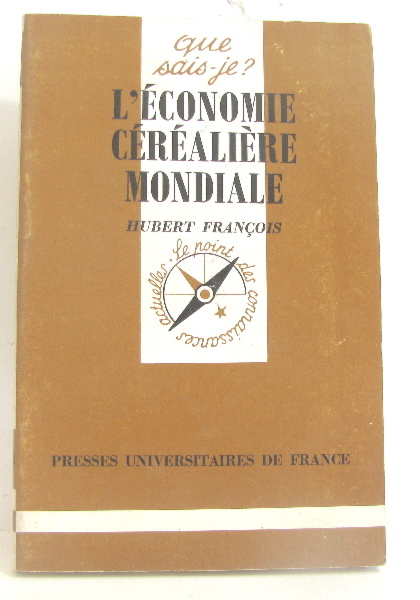 que
sais-je?
L'ÉCONOMIE
CÉRÉALIÈRE
MONDIALE
HUBERT FRANÇOIS
Le point des connaissances actuelles.
PRESSES UNIVERSITAIRES DE FRANCE